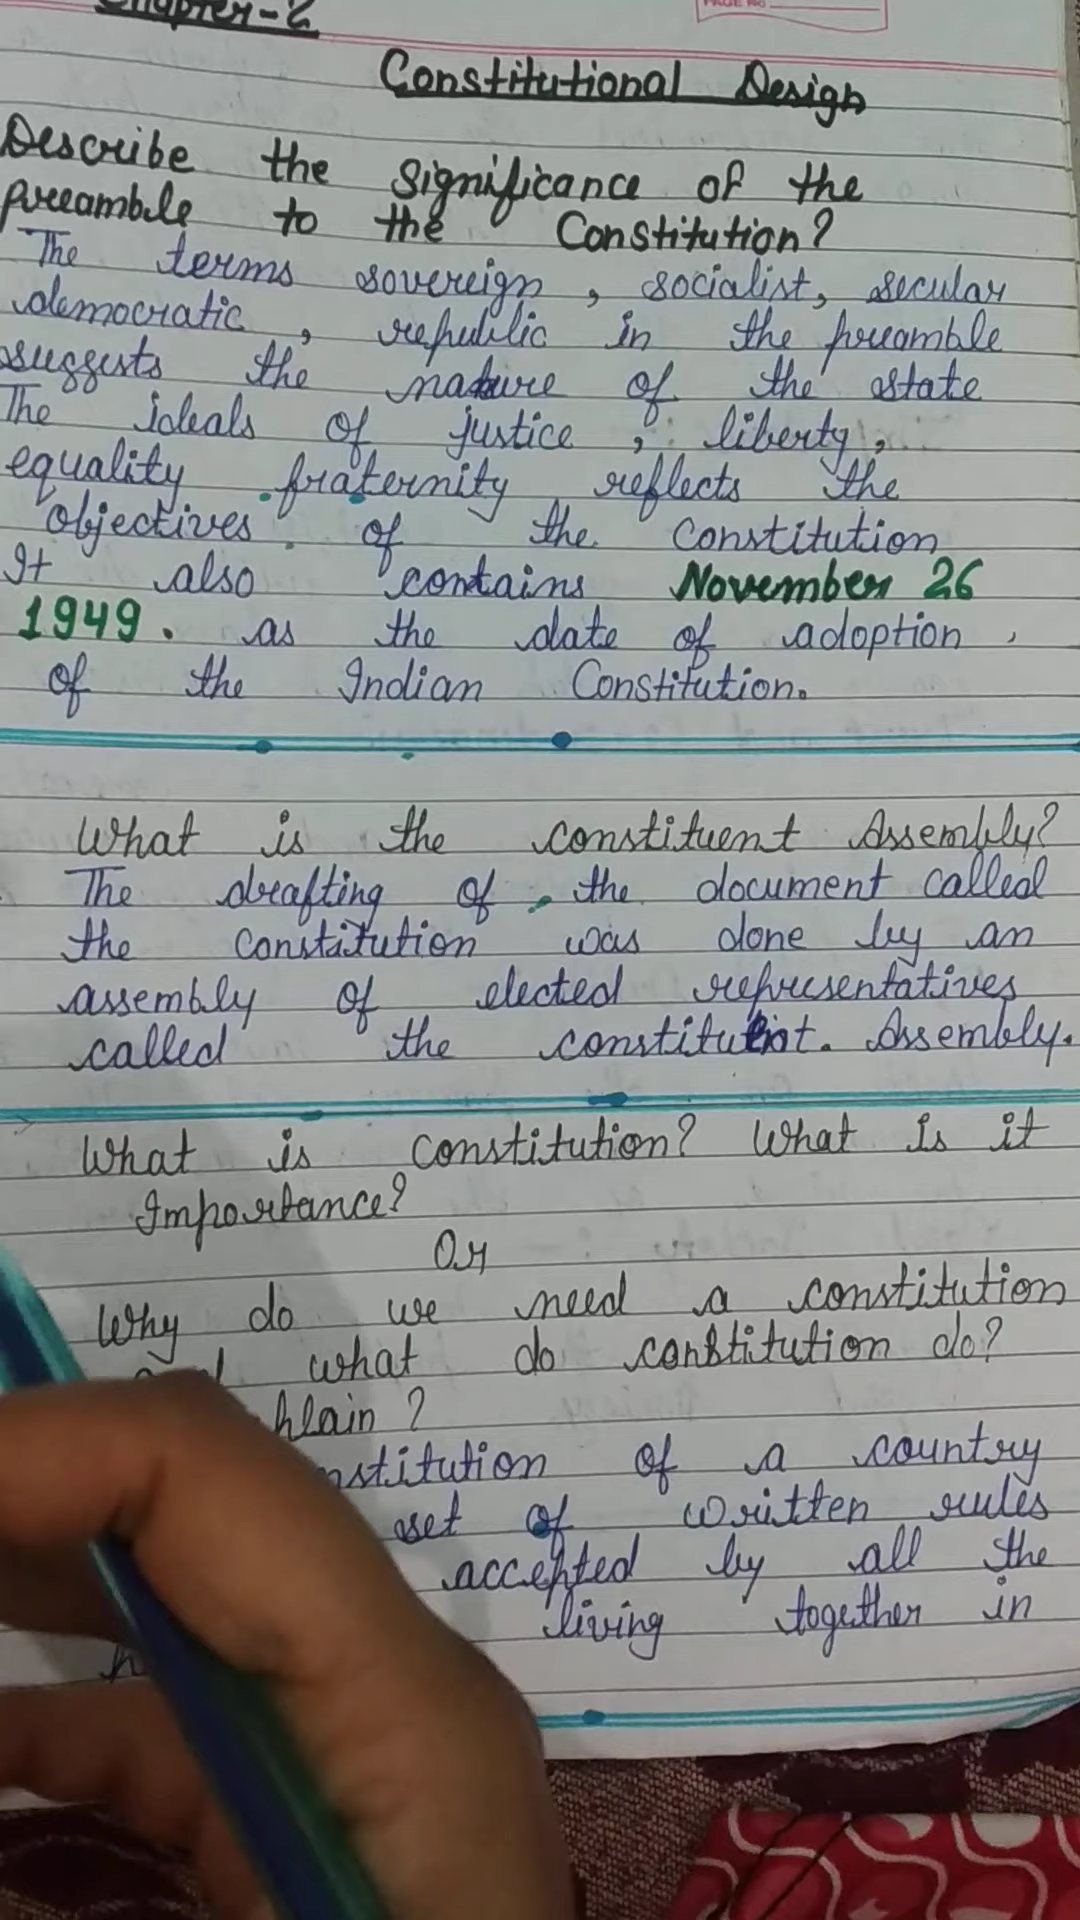 Chapter-2
PAGE NO
Constitutional Design
Describe the significance of the
preamble to the Constitution?
The terms sovereign, socialist, secular
democratic, republic in the preamble
suggests the nature of the state
The ideals of justice, liberty,
equality fraternity reflects the
objectives of the Constitution
It also contains November 26
1949. as the date of adoption
of the Indian Constitution.
What is the constituent Assembly?
The drafting of the document called
the constitution was done by an
assembly of elected representatives
called the Assembly.
What is constitution? What is it
Importance?
Or
Why do we need a constitution
what do constitution do?
plain?
nstitution of a country
set of written rules
accepted by all the
living together in